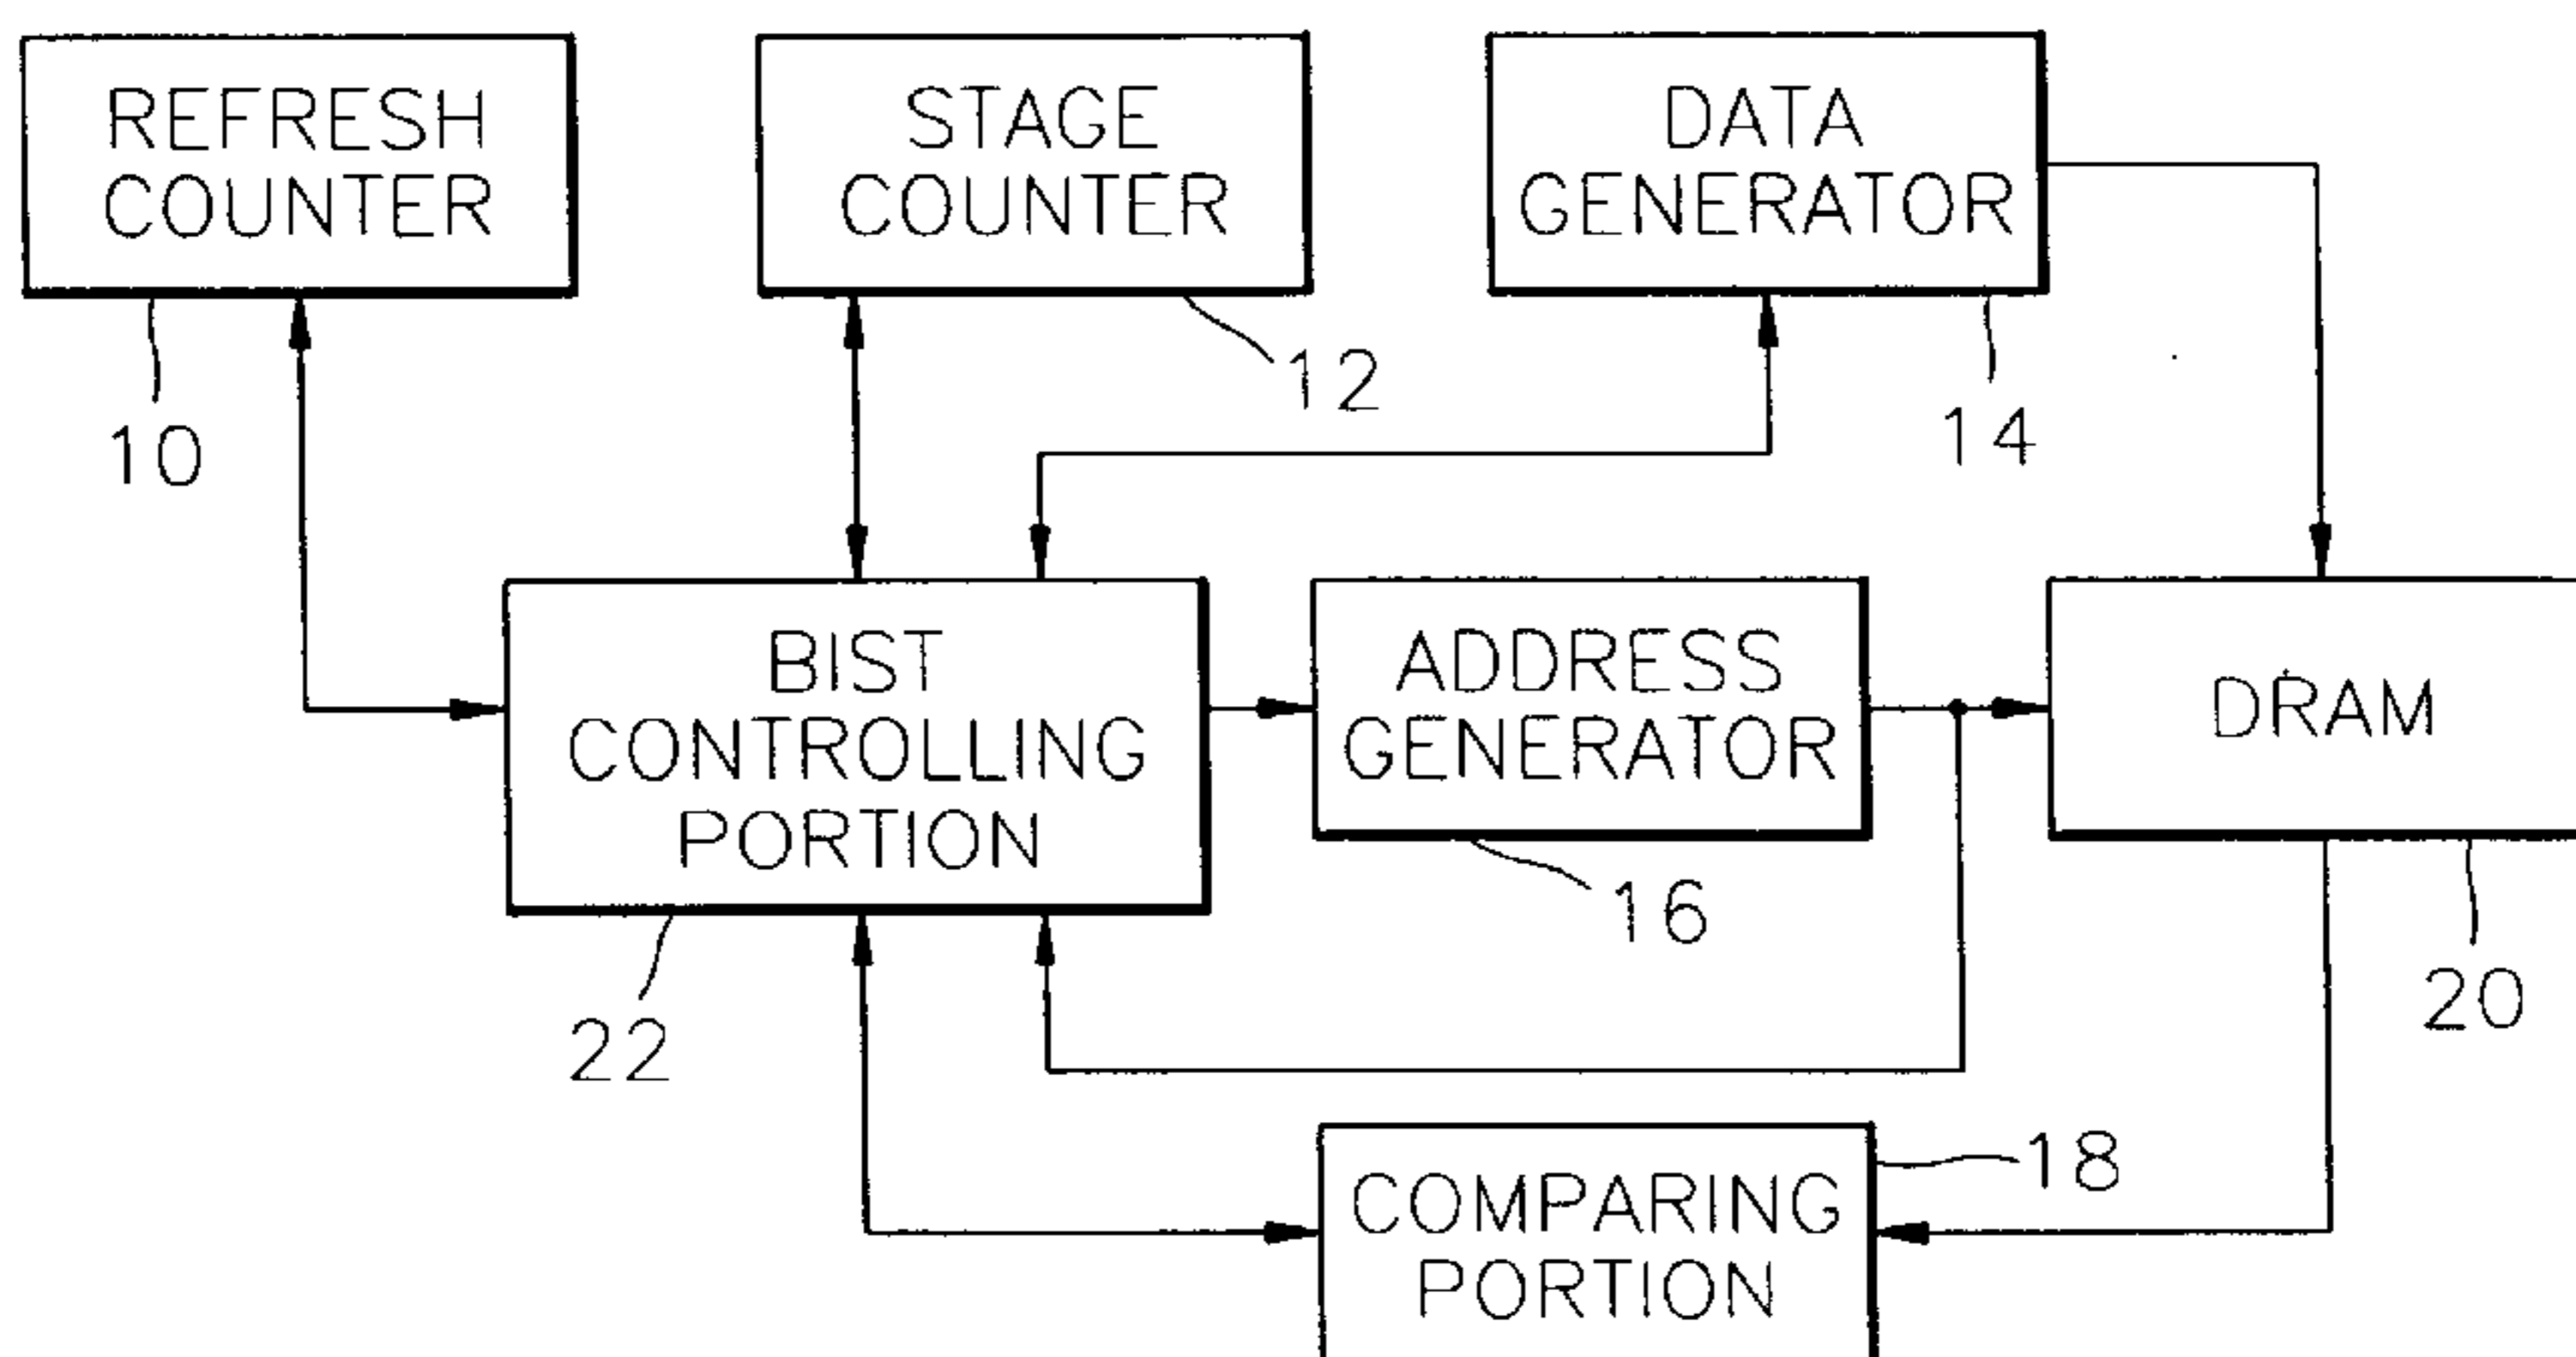 REFRESH
COUNTER
STAGE
COUNTER
DATA
GENERATOR
10
12
14
BIST
CONTROLLING
PORTION
ADDRESS
GENERATOR
DRAM
22
16
20
COMPARING
PORTION
18